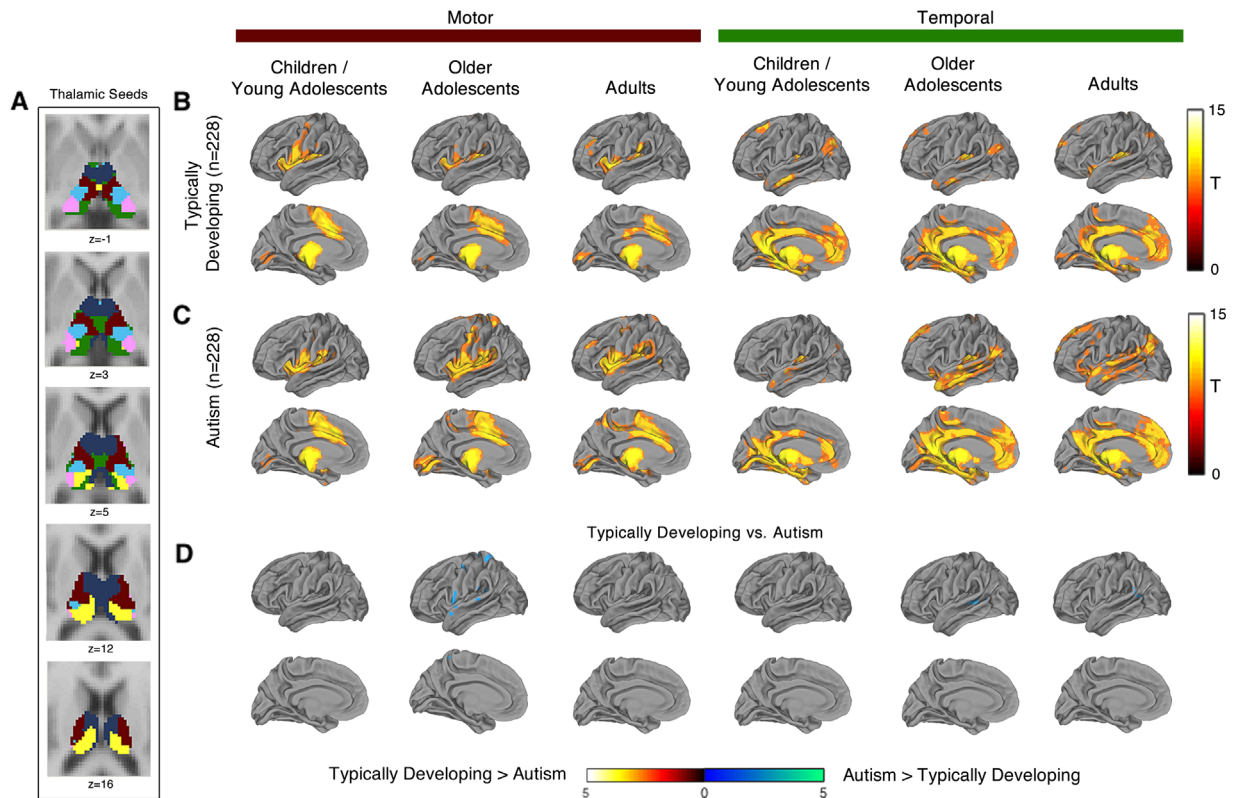 Motor
Temporal
Children /
Young Adolescents
Older
Adolescents
Adults
Children /
Young Adolescents
Older
Adolescents
Adults
A
Thalamic Seeds
z=-1
z=3
z=5
z=12
z=16
B
Typically
Developing (n=228)
15
T
0
C
Autism (n=228)
15
T
0
D
Typically Developing vs. Autism
Typically Developing > Autism
5
0
5
Autism > Typically Developing